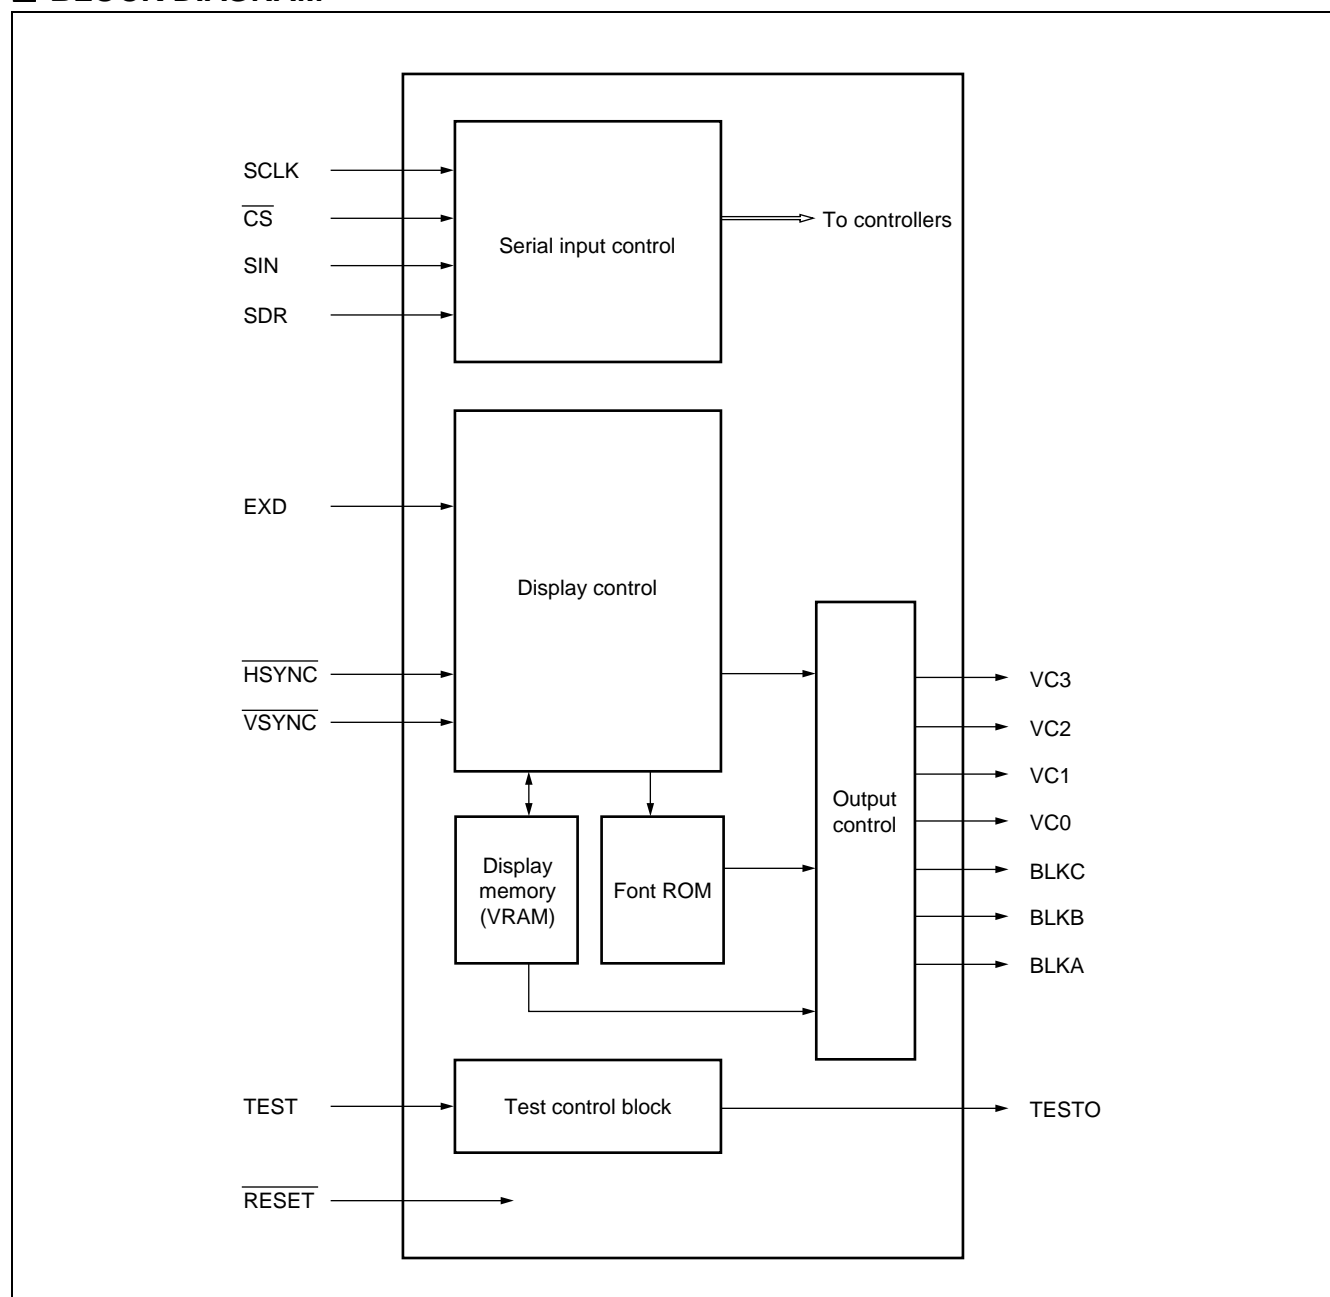 SCLK
CS
SIN
SDR
Serial input control
To controllers
EXD
HSYNC
VSYNC
Display control
Display
memory
(VRAM)
Font ROM
Output
control
VC3
VC2
VC1
VC0
BLKC
BLKB
BLKA
TEST
Test control block
TESTO
RESET